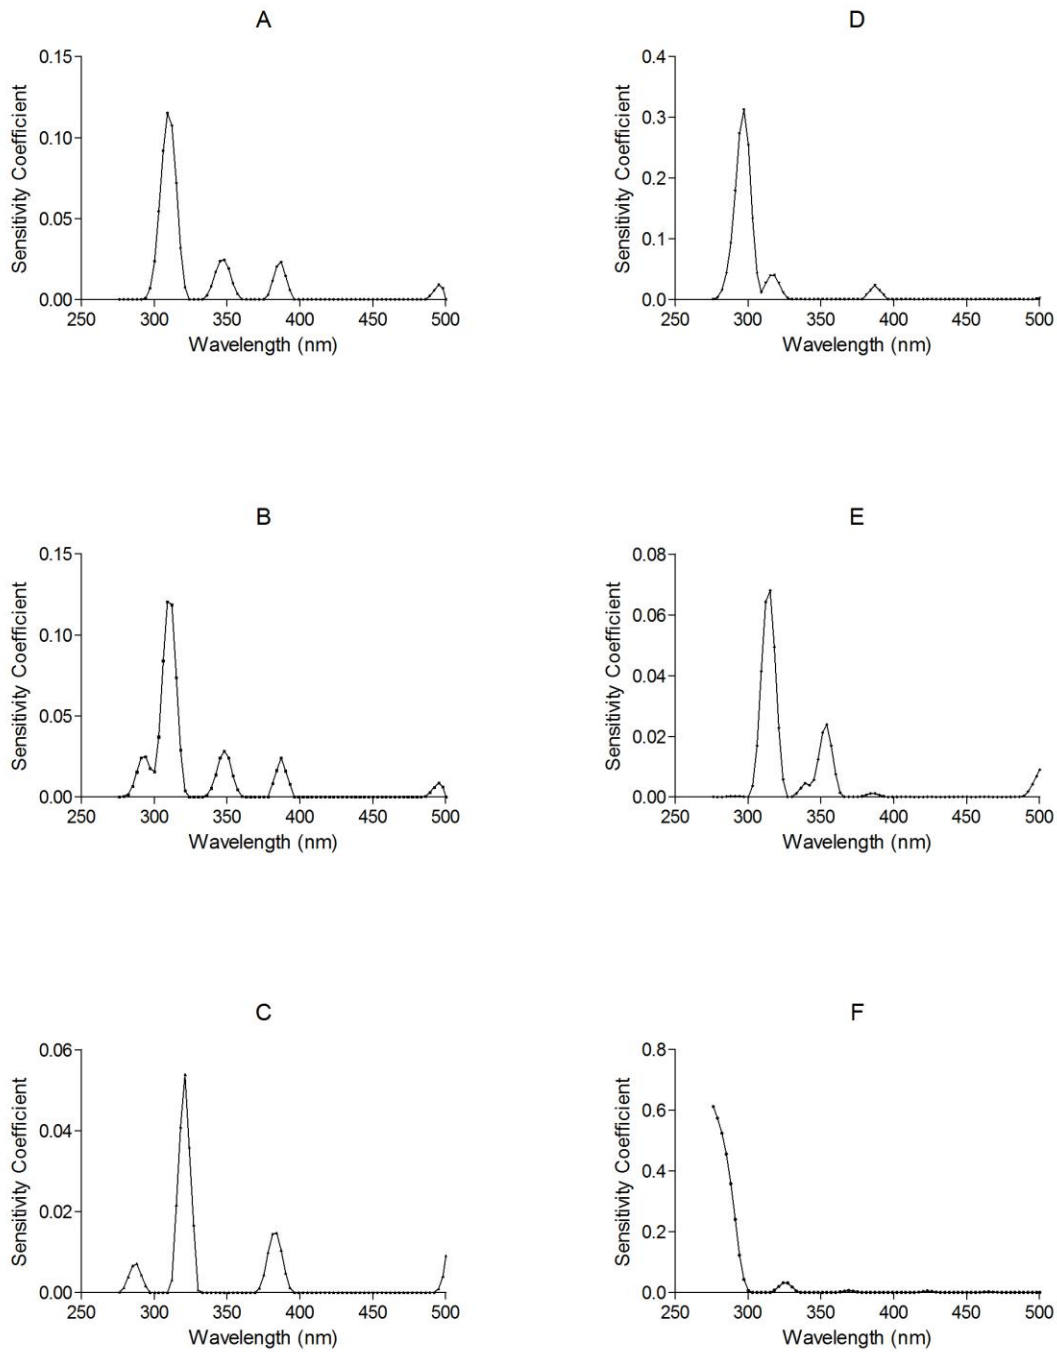 A
Sensitivity Coefficient
0.15
0.10
0.05
0.00
250 300 350 400 450 500
Wavelength (nm)
D
Sensitivity Coefficient
0.4
0.3
0.2
0.1
0.0
250 300 350 400 450 500
Wavelength (nm)
B
Sensitivity Coefficient
0.15
0.10
0.05
0.00
250 300 350 400 450 500
Wavelength (nm)
E
Sensitivity Coefficient
0.08
0.06
0.04
0.02
0.00
250 300 350 400 450 500
Wavelength (nm)
C
Sensitivity Coefficient
0.06
0.04
0.02
0.00
250 300 350 400 450 500
Wavelength (nm)
F
Sensitivity Coefficient
0.8
0.6
0.4
0.2
0.0
250 300 350 400 450 500
Wavelength (nm)